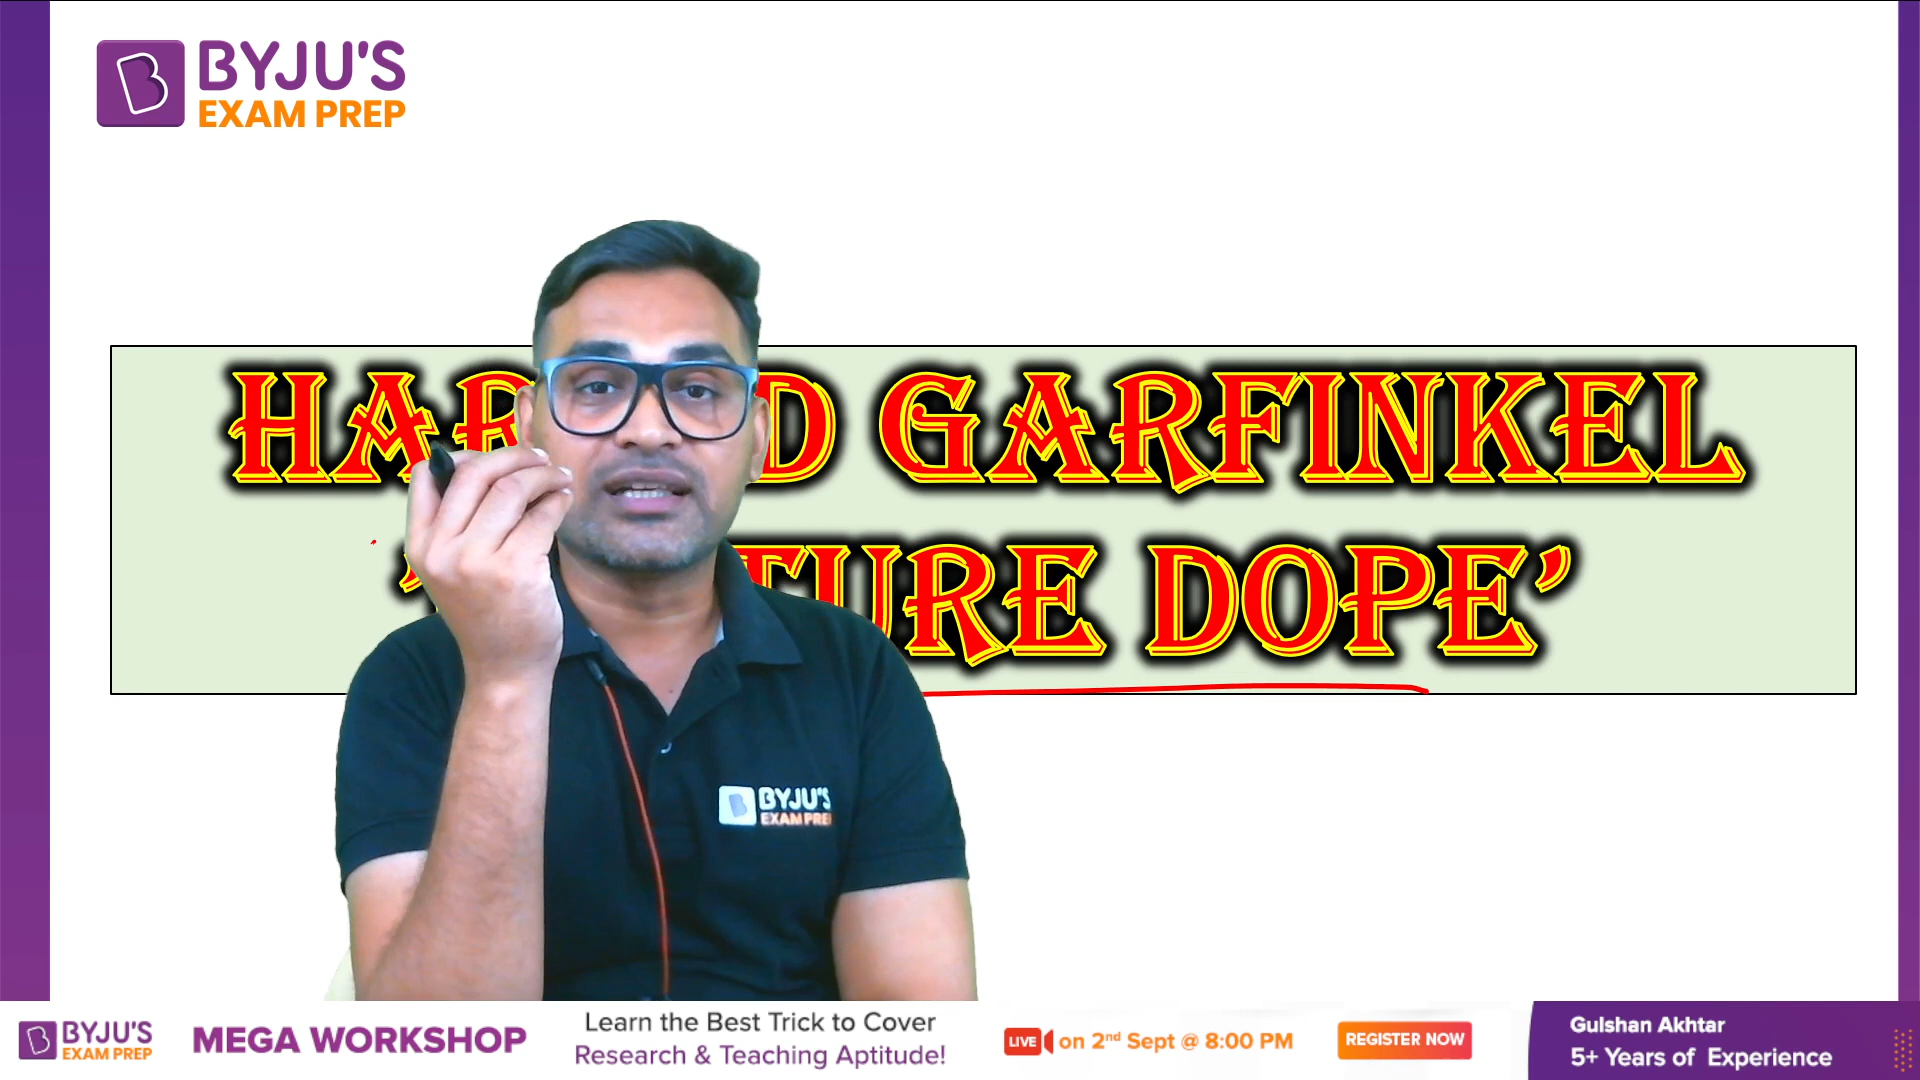 BYJU'S
EXAM PREP
GARFINKEL
DOPE’
BYJU'S
EXAM PREP
BYJU'S
EXAM PREP
MEGA WORKSHOP
Learn the Best Trick to Cover
Research & Teaching Aptitude!
LIVE
on 2nd Sept @ 8:00 PM
REGISTER NOW
Gulshan Akhtar
5+ Years of Experience